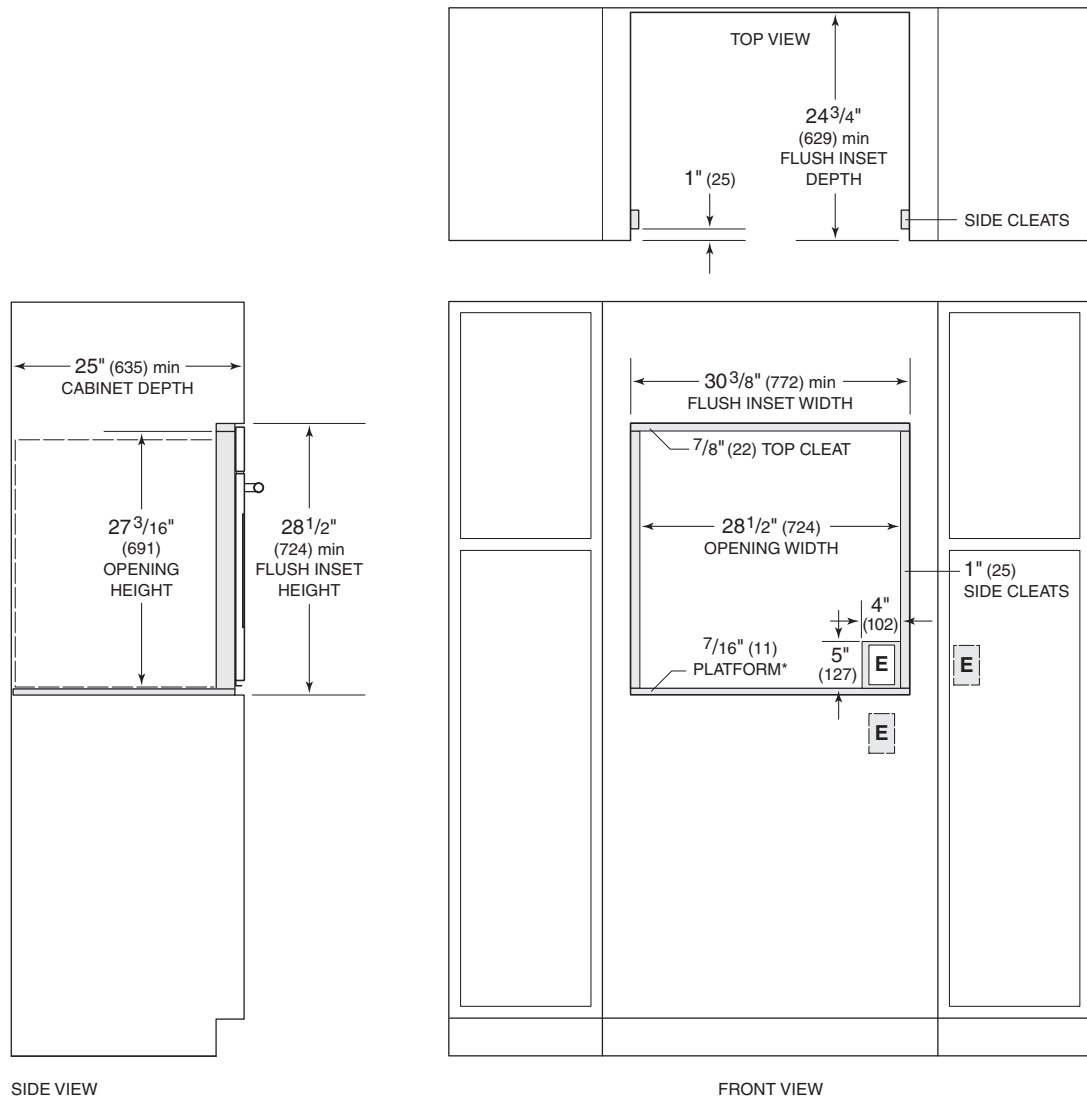 TOP VIEW
24 3/4"
(629) min
FLUSH INSET
DEPTH
1" (25)
SIDE CLEATS
25" (635) min
CABINET DEPTH
27 3/16"
(691)
OPENING
HEIGHT
28 1/2"
(724) min
FLUSH INSET
HEIGHT
30 3/8" (772) min
FLUSH INSET WIDTH
7/8" (22) TOP CLEAT
28 1/2" (724)
OPENING WIDTH
1" (25)
SIDE CLEATS
4"
(102)
7/16" (11)
PLATFORM*
5"
(127)
E
E
E
SIDE VIEW
FRONT VIEW